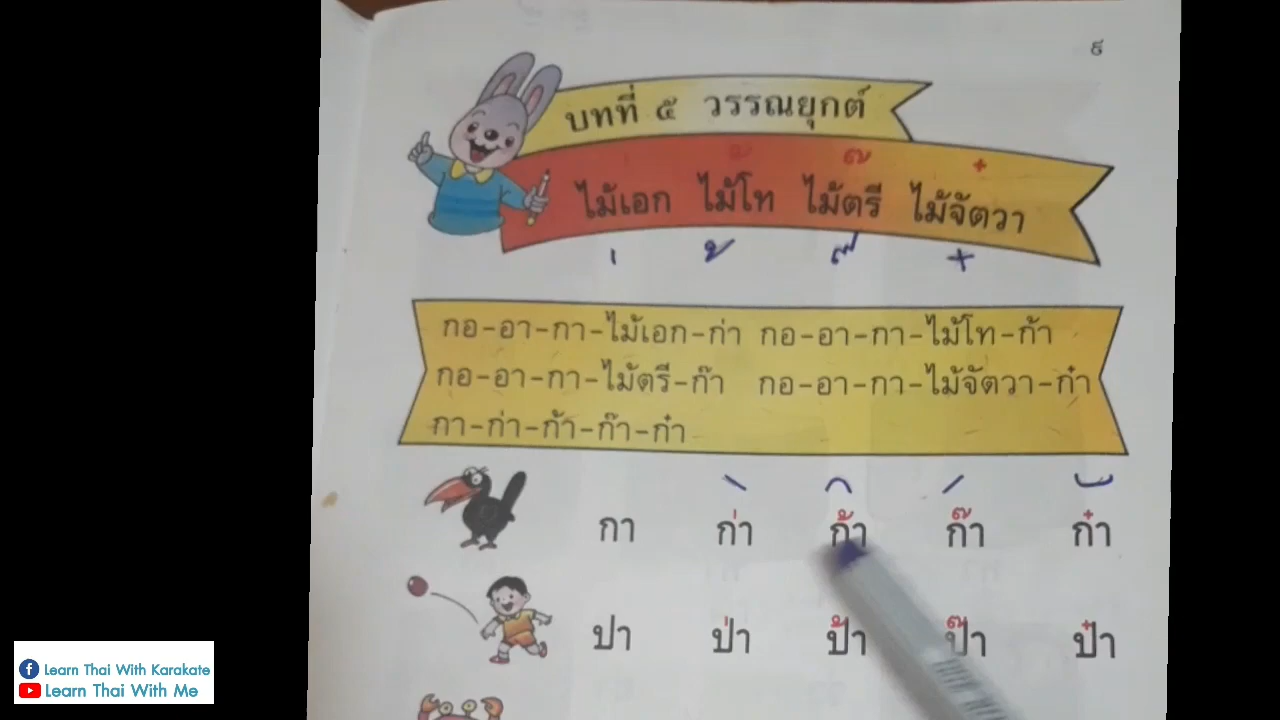 ๙
บทที่ ๕ วรรณยุกต์
ไม้เอก ไม้โท ไม้ตรี ไม้จัตวา
กอ-อา-กา-ไม้เอก-ก่า กอ-อา-กา-ไม้โท-ก้า
กอ-อา-กา-ไม้ตรี-ก๊า กอ-อา-กา-ไม้จัตวา-ก๋า
กา-ก่า-ก้า-ก๊า-ก๋า
กา ก่า ก้า ก๊า ก๋า
ปา ป่า ป้า ป๊า ป๋า
Learn Thai With Karakate
Learn Thai With Me